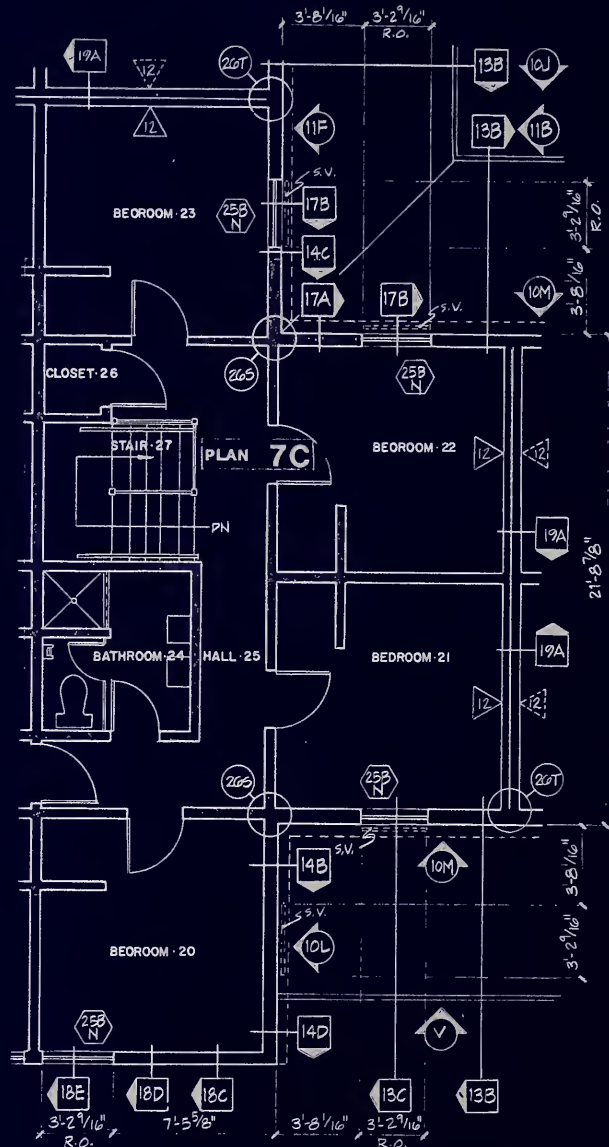 3'-8 1/16"
3'-2 9/16"
R.O.
19A
12
26T
13B
10J
12
11F
13B
11B
S.V.
BEDROOM·23
25B
N
17B
3'-2 1/16"
R.O.
14C
3'-8 1/16"
17A
17B
S.V.
10M
26S
CLOSET·26
25B
N
STAIR·27
PLAN 7C
BEDROOM·22
12
12
DN
19A
21'-8 7/8"
BATHROOM·24
HALL·25
BEDROOM·21
19A
12
12
26S
25B
N
26T
S.V.
14B
10M
3'-8 1/16"
S.V.
BEDROOM·20
10L
3'-2 9/16"
25B
N
14D
V
18E
18D
18C
13C
13B
3'-2 9/16"
R.O.
7'-5 5/8"
3'-8 1/16"
3'-2 9/16"
R.O.